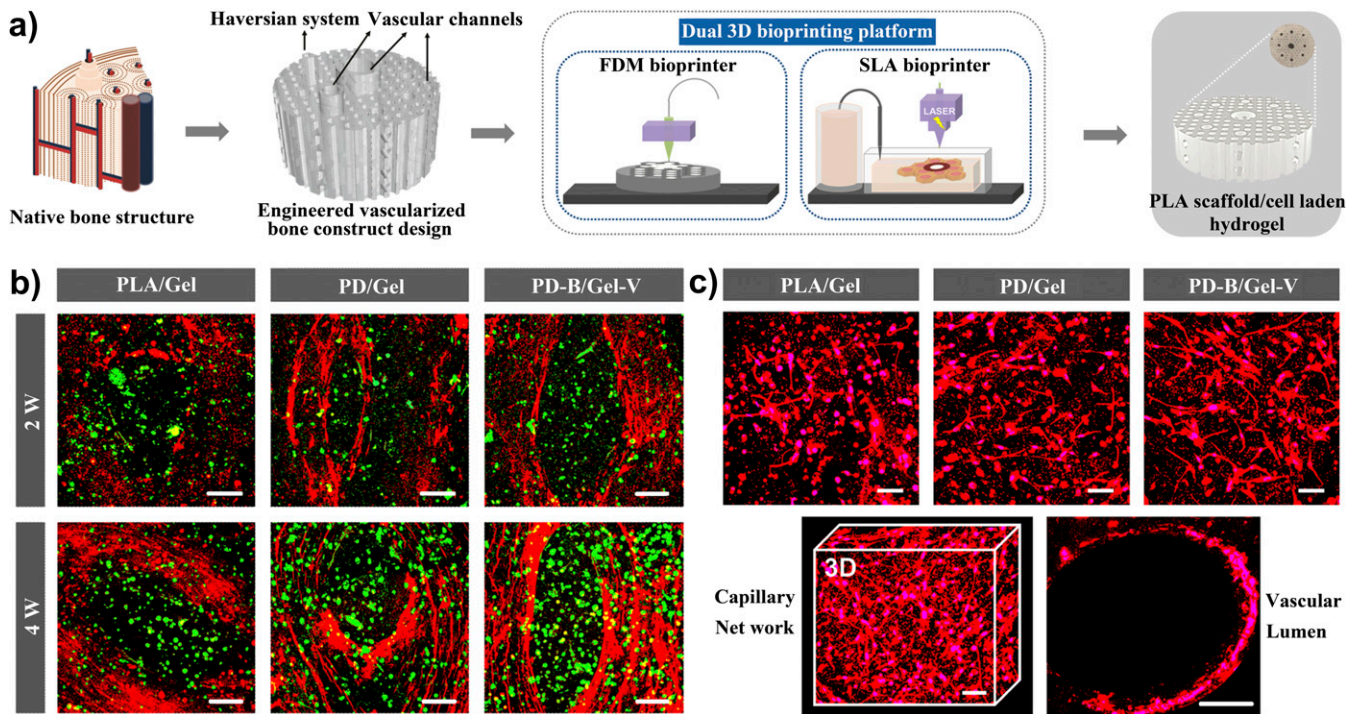 a)
Haversian system Vascular channels
Native bone structure
Engineered vascularized
bone construct design
Dual 3D bioprinting platform
FDM bioprinter
SLA bioprinter
LASER
PLA scaffold/cell laden
hydrogel
b)
PLA/Gel
PD/Gel
PD-B/Gel-V
2 W
4 W
c)
PLA/Gel
PD/Gel
PD-B/Gel-V
Capillary
Net work
3D
Vascular
Lumen